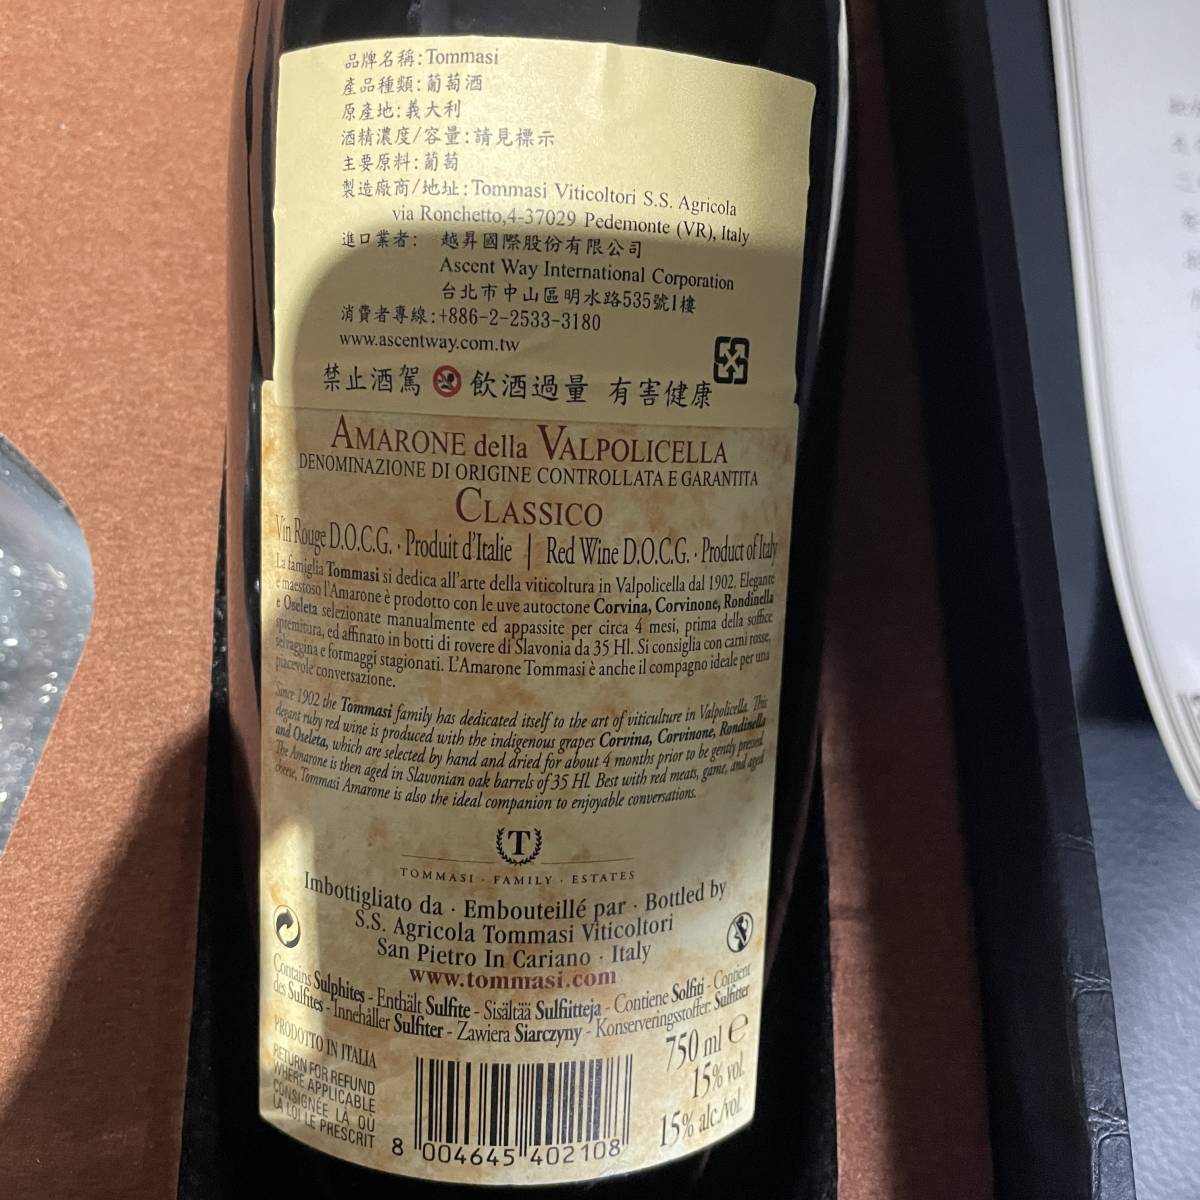 品牌名稱:Tommasi
產品種類:葡萄酒
原產地:義大利
酒精濃度/容量:請見標示
主要原料:葡萄
製造廠商/地址:Tommasi Viticoltori S.S. Agricola
via Ronchetto,4-37029 Pedemonte (VR), Italy
進口業者: 越昇國際股份有限公司
Ascent Way International Corporation
台北市中山區明水路535號1樓
消費者專線:+886-2-2533-3180
www.ascentway.com.tw
禁止酒駕 飲酒過量 有害健康
AMARONE della VALPOLICELLA
DENOMINAZIONE DI ORIGINE CONTROLLATA E GARANTITA
CLASSICO
Vin Rouge D.O.C.G. · Produit d'Italie | Red Wine D.O.C.G. · Product of Italy
La famiglia Tommasi si dedica all'arte della viticoltura in Valpolicella dal 1902. Elegante
e maestoso l'Amarone è prodotto con le uve autoctone Corvina, Corvinone, Rondinella
e Oseleta selezionate manualmente ed appassite per circa 4 mesi, prima della soffice
spremitura, ed affinato in botti di rovere di Slavonia da 35 Hl. Si consiglia con carni rosse,
selvaggina e formaggi stagionati. L'Amarone Tommasi è anche il compagno ideale per una
piacevole conversazione.
Since 1902 the Tommasi family has dedicated itself to the art of viticulture in Valpolicella. This
elegant ruby red wine is produced with the indigenous grapes Corvina, Corvinone, Rondinella
and Oseleta, which are selected by hand and dried for about 4 months prior to be gently pressed.
The Amarone is then aged in Slavonian oak barrels of 35 Hl. Best with red meats, game, and aged
cheese, Tommasi Amarone is also the ideal companion to enjoyable conversations.
T
TOMMASI · FAMILY · ESTATES
Imbottigliato da · Embouteillé par · Bottled by
S.S. Agricola Tommasi Viticoltori
San Pietro In Cariano · Italy
www.tommasi.com
Contains Sulphites - Enthält Sulfite - Sisältää Sulfiitteja - Contiene Solfiti - Contient
des Sulfites - Innehåller Sulfiter - Zawiera Siarczyny - Konserveringsstoffer: Sulfitter
PRODOTTO IN ITALIA
RETURN FOR REFUND
WHERE APPLICABLE
CONSIGNÉE LÀ OÙ
LA LOI LE PRESCRIT
750 ml e
15% vol.
15% alc./vol.
8 004645 402108